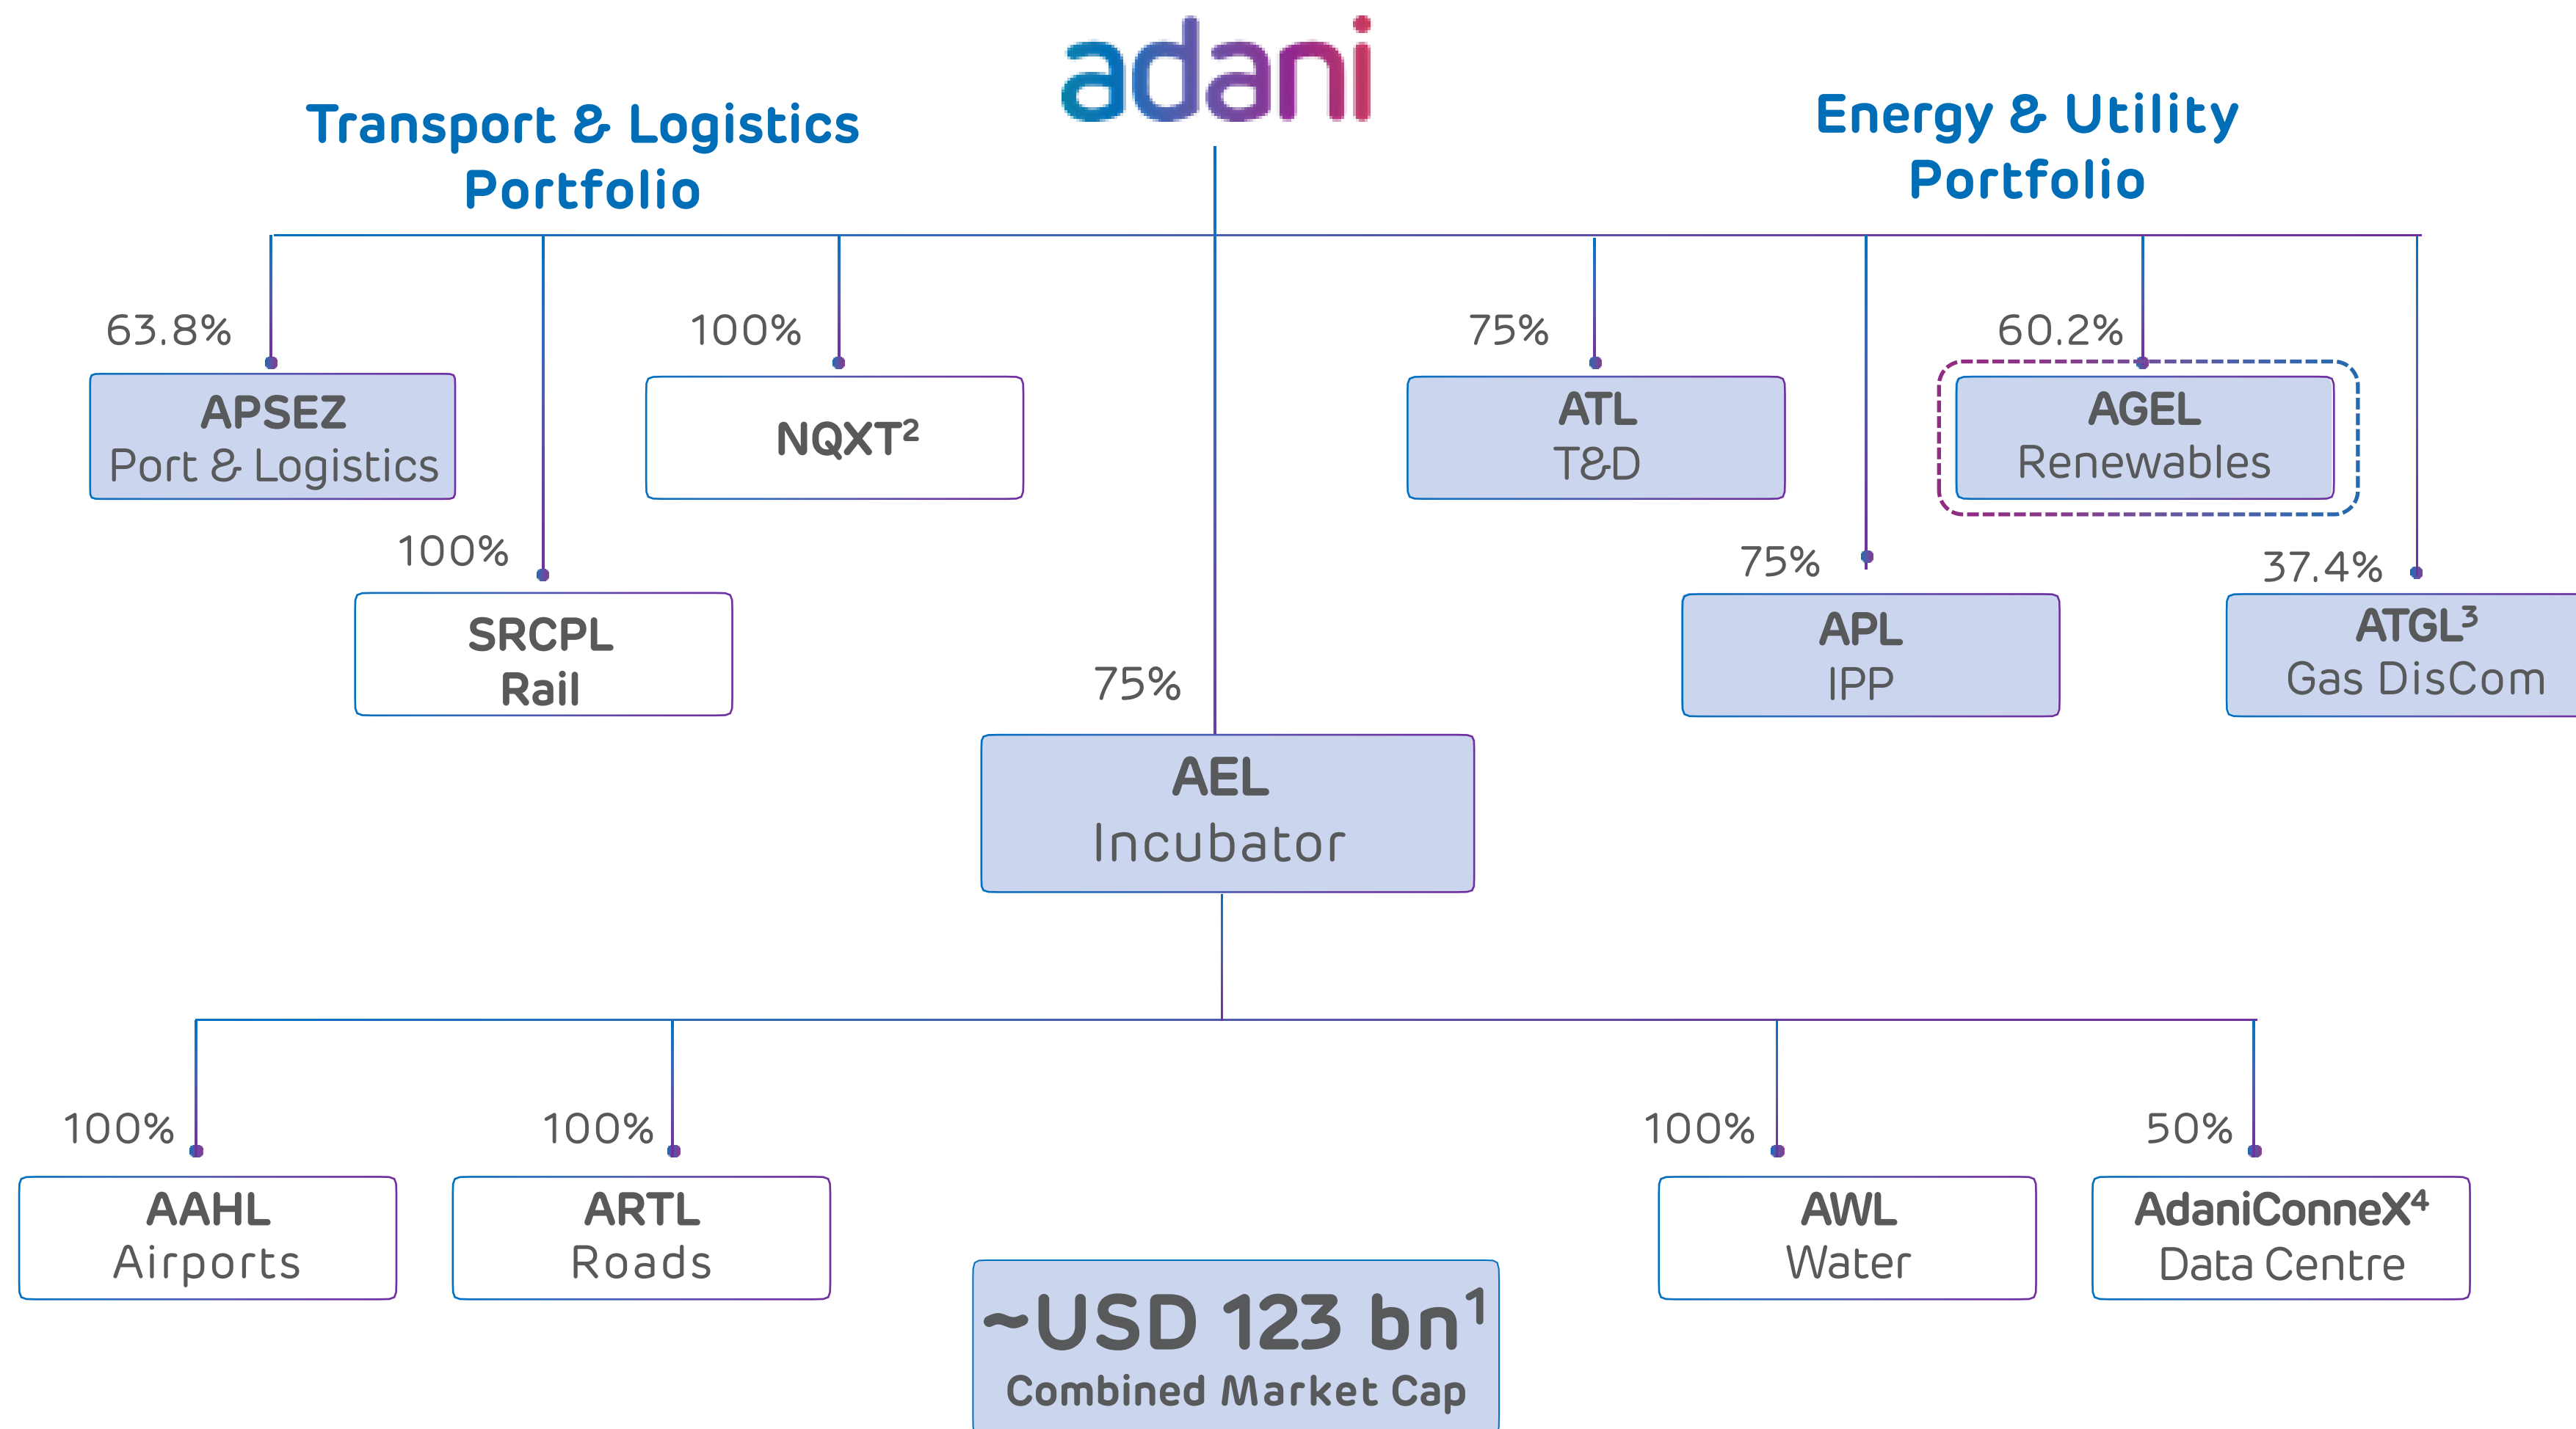 adani
Transport & Logistics
Portfolio
Energy & Utility
Portfolio
63.8%
100%
75%
60.2%
APSEZ
Port & Logistics
NQXT²
ATL
T&D
AGEL
Renewables
100%
75%
37.4%
SRCPL
Rail
APL
IPP
ATGL³
Gas DisCom
75%
AEL
Incubator
100%
100%
100%
50%
AAHL
Airports
ARTL
Roads
AWL
Water
AdaniConneX⁴
Data Centre
~USD 123 bn¹
Combined Market Cap